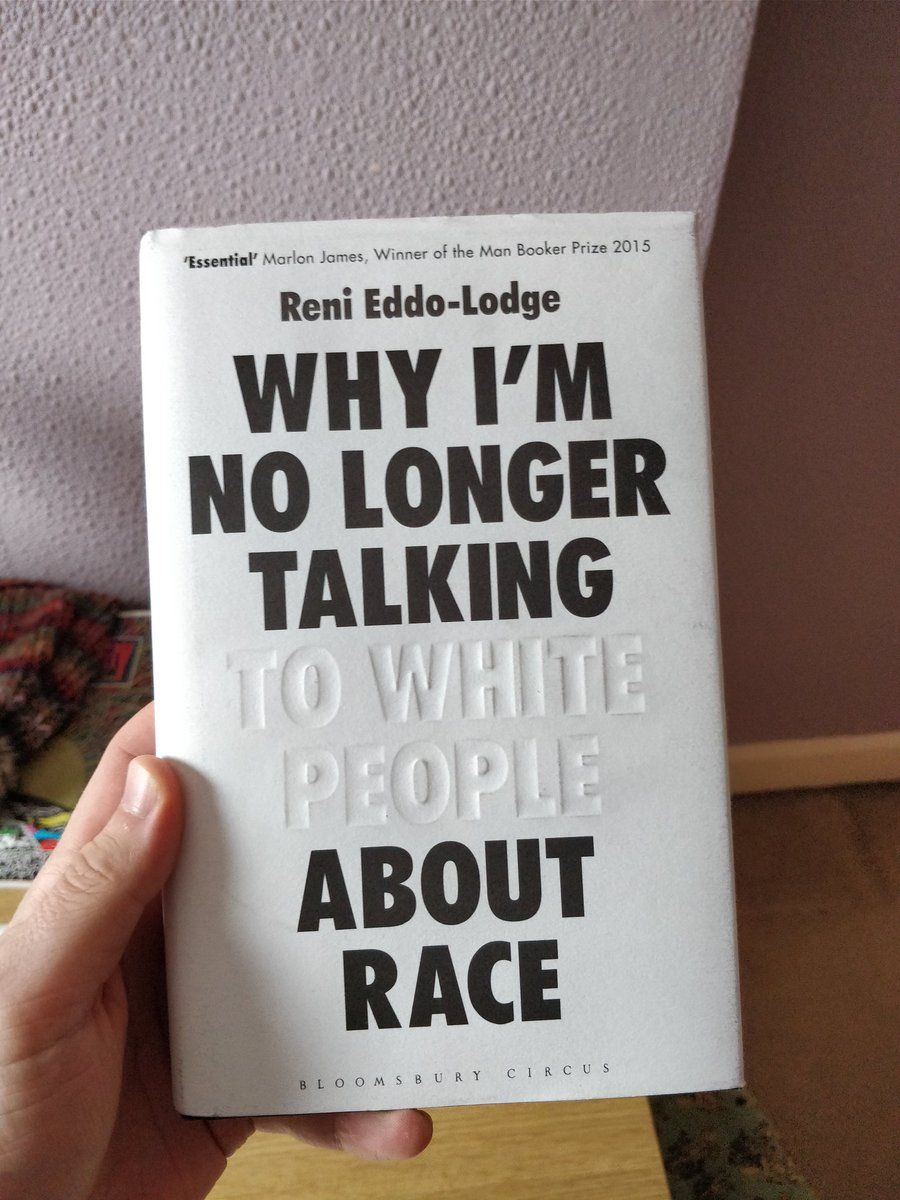 'Essential' Marlon James, Winner of the Man Booker Prize 2015
Reni Eddo-Lodge
WHY I'M
NO LONGER
TALKING
TO WHITE
PEOPLE
ABOUT
RACE
BLOOMSBURY CIRCUS